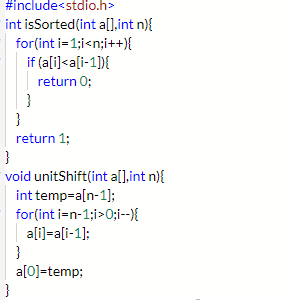 #include<stdio.h>
int isSorted(int a[],int n){
for(int i=1;i<n;i++){
if (a[i]<a[i-1]){
return 0;
}
}
return 1;
}
void unitShift(int a[],int n){
int temp=a[n-1];
for(int i=n-1;i>0;i--){
a[i]=a[i-1];
}
a[0]=temp;
}